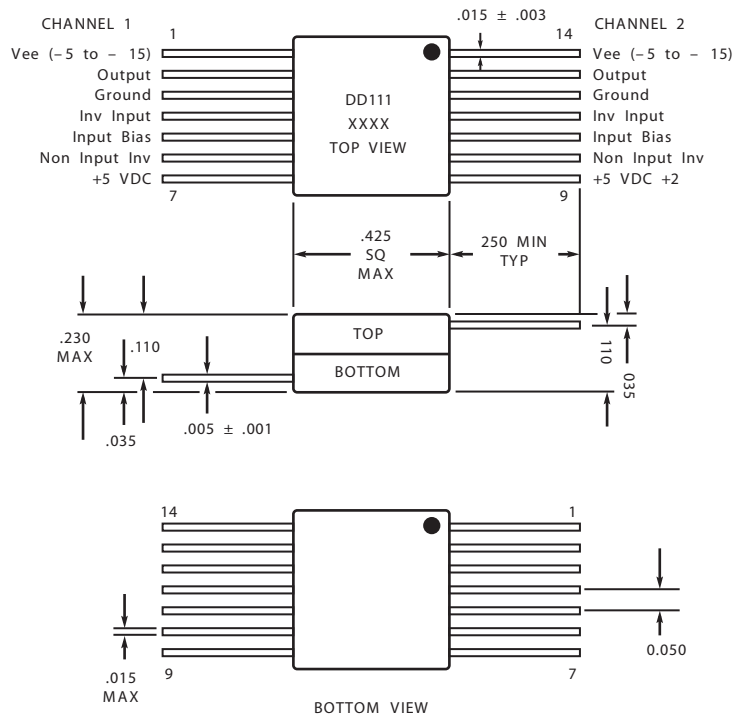 CHANNEL 1
.015 ± .003
CHANNEL 2
1
14
Vee (–5 to – 15)
Vee (–5 to – 15)
Output
Output
Ground
DD111
Ground
Inv Input
XXXX
Inv Input
Input Bias
TOP VIEW
Input Bias
Non Input Inv
Non Input Inv
+5 VDC
+5 VDC +2
7
9
.425
SQ
MAX
250 MIN
TYP
.230
MAX
.110
TOP
BOTTOM
110
035
.035
.005 ± .001
14
1
0.050
.015
MAX
9
7
BOTTOM VIEW